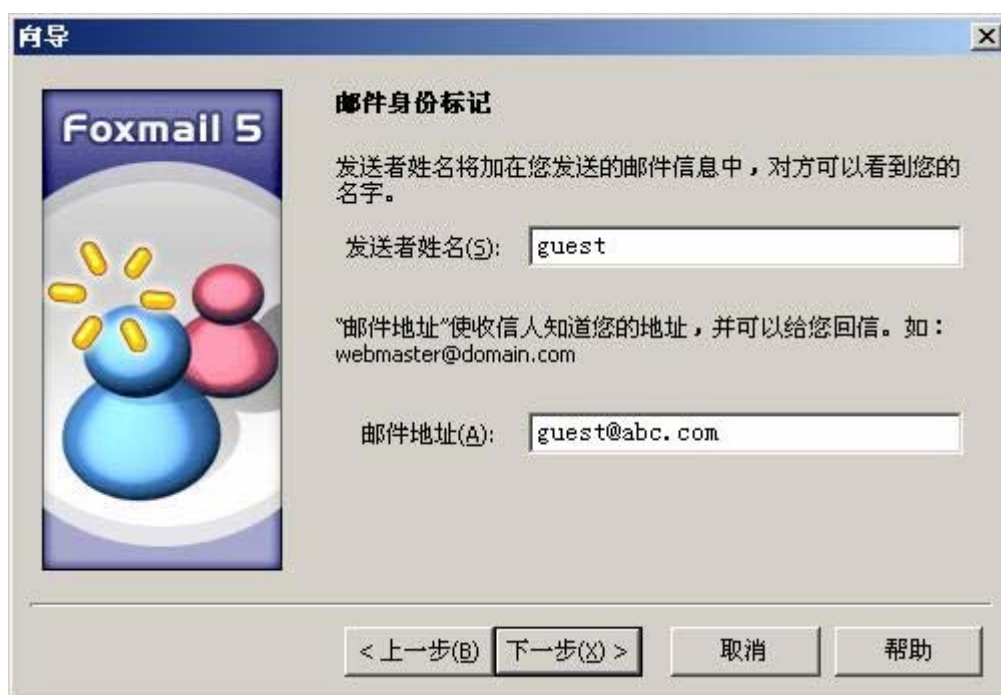 向导
Foxmail 5
邮件身份标记
发送者姓名将加在您发送的邮件信息中，对方可以看到您的
名字。
发送者姓名(S): guest
“邮件地址”使收信人知道您的地址，并可以给您回信。如：
webmaster@domain.com
邮件地址(A): guest@abc.com
<上一步(B) 下一步(X)> 取消 帮助